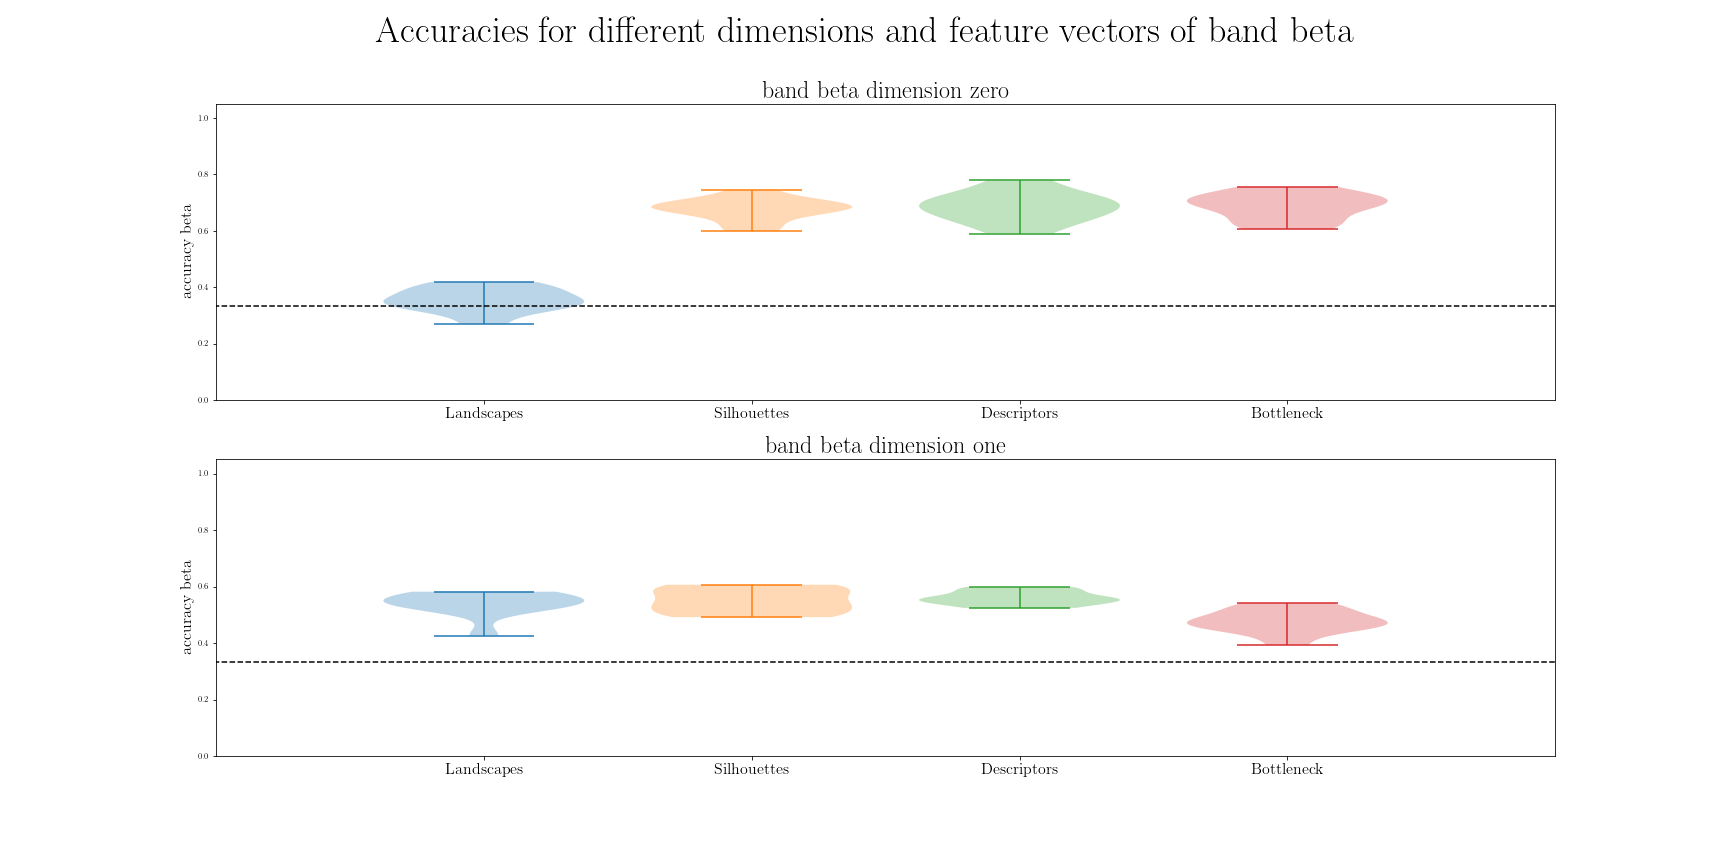 Accuracies for different dimensions and feature vectors of band beta
band beta dimension zero
accuracy beta
1.0
0.8
0.6
0.4
0.2
0.0
Landscapes Silhouettes Descriptors Bottleneck
band beta dimension one
accuracy beta
1.0
0.8
0.6
0.4
0.2
0.0
Landscapes Silhouettes Descriptors Bottleneck